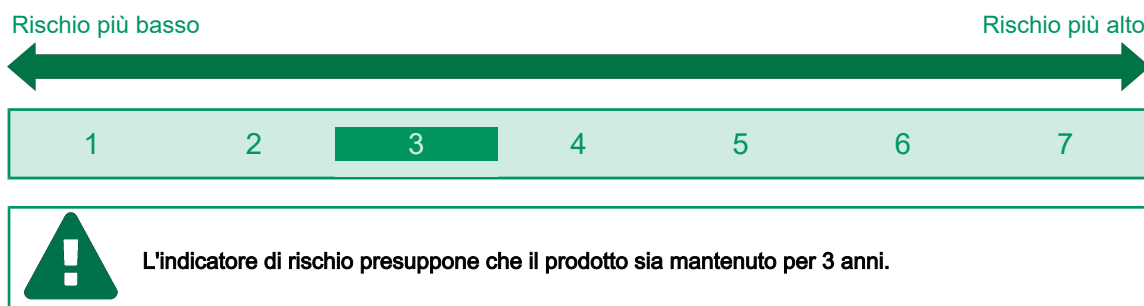 Rischio più basso Rischio più alto
1 2 3 4 5 6 7
L'indicatore di rischio presuppone che il prodotto sia mantenuto per 3 anni.